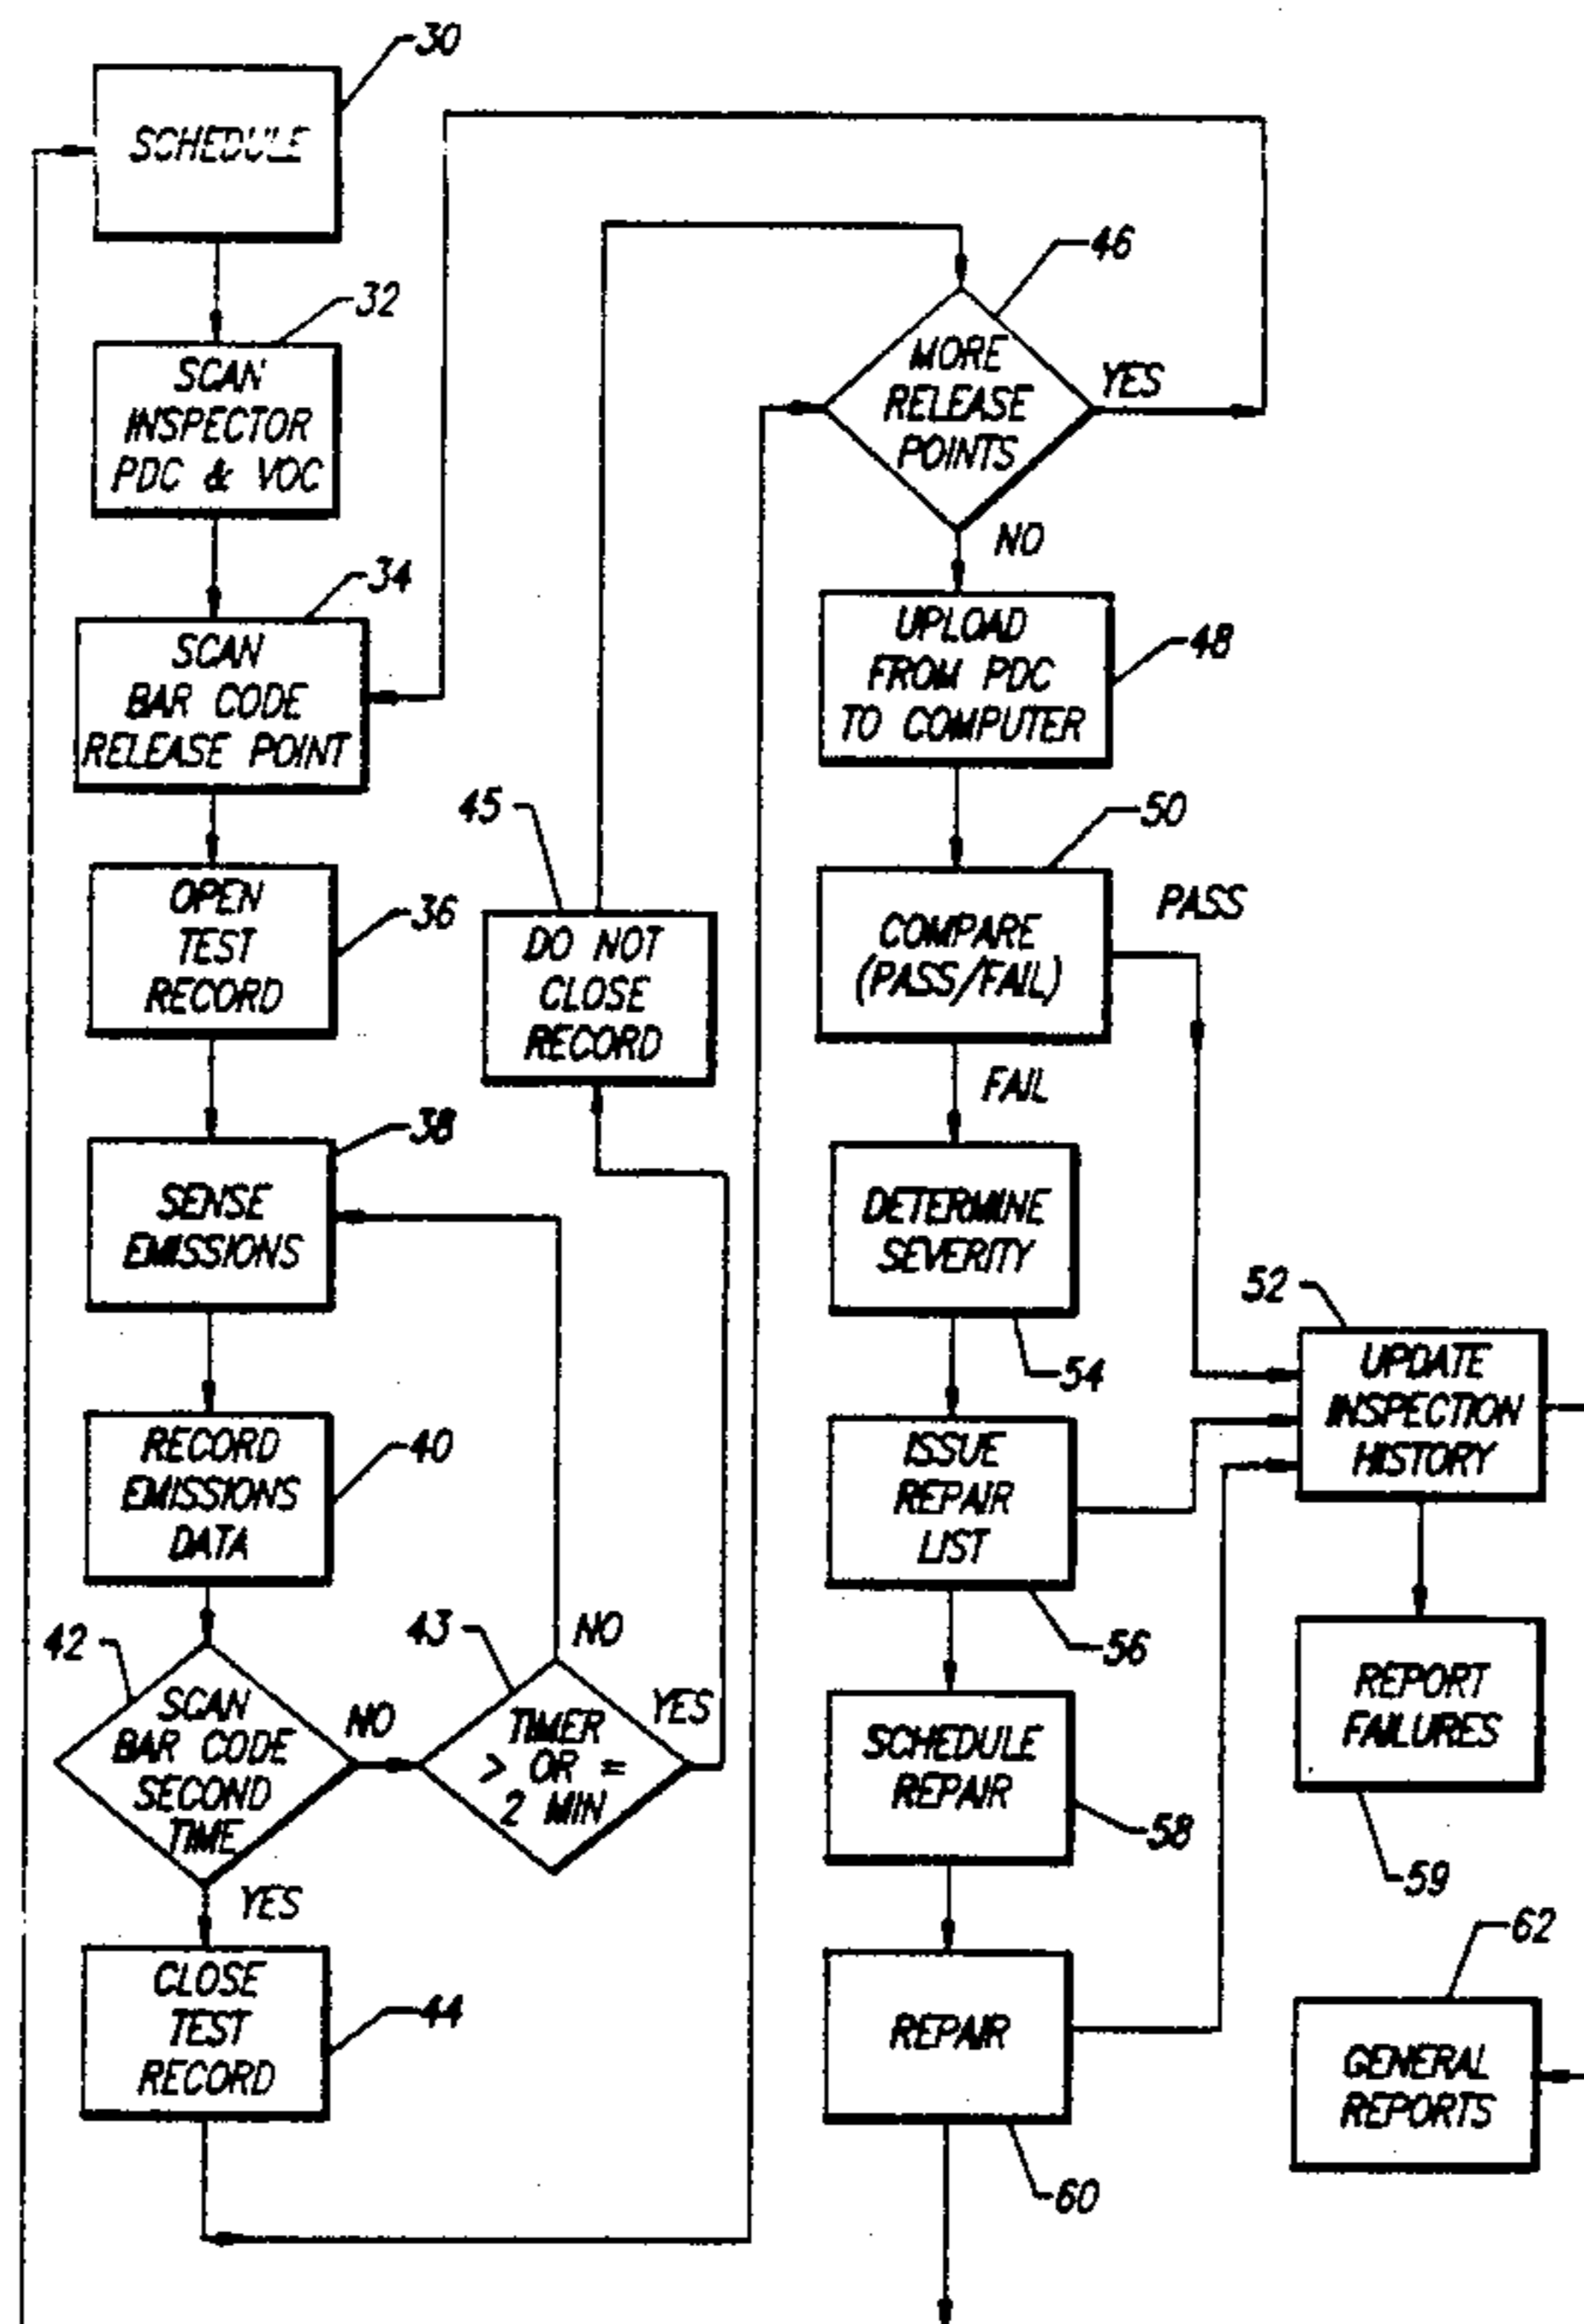 30
SCHEDULE
32
SCAN
INSPECTOR
PDC & VOC
34
SCAN
BAR CODE
RELEASE POINT
OPEN
TEST
RECORD
36
38
SENSE
EMISSIONS
RECORD
EMISSIONS
DATA
40
42
SCAN
BAR CODE
SECOND
TIME
NO
YES
43
TIMER
> OR =
2 MIN
NO
YES
CLOSE
TEST
RECORD
44
45
DO NOT
CLOSE
RECORD
46
MORE
RELEASE
POINTS
YES
NO
UPLOAD
FROM PDC
TO COMPUTER
48
50
COMPARE
(PASS/FAIL)
PASS
FAIL
DETERMINE
SEVERITY
54
ISSUE
REPAIR
LIST
56
SCHEDULE
REPAIR
58
REPAIR
60
52
UPDATE
INSPECTION
HISTORY
REPORT
FAILURES
59
62
GENERAL
REPORTS